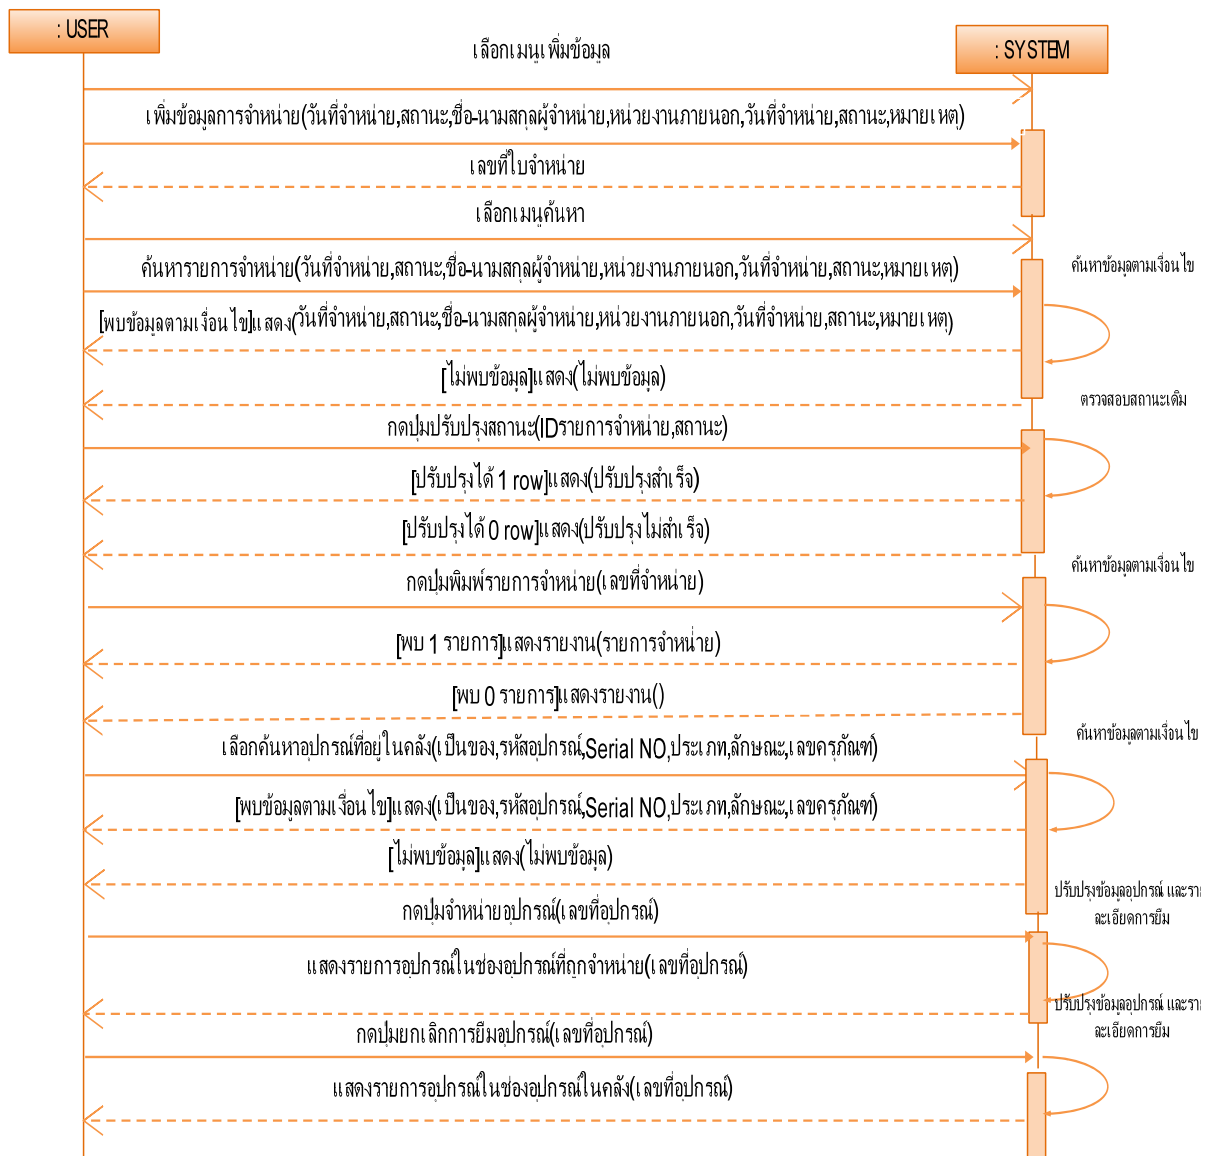 : USER
: SYSTEM
เลือกเมนูเพิ่มข้อมูล
เพิ่มข้อมูลการจำหน่าย(วันที่จำหน่าย,สถานะ,ชื่อ-นามสกุลผู้จำหน่าย,หน่วยงานภายนอก,วันที่จำหน่าย,สถานะ,หมายเหตุ)
เลขที่ใบจำหน่าย
เลือกเมนูค้นหา
ค้นหารายการจำหน่าย(วันที่จำหน่าย,สถานะ,ชื่อ-นามสกุลผู้จำหน่าย,หน่วยงานภายนอก,วันที่จำหน่าย,สถานะ,หมายเหตุ)
ค้นหาข้อมูลตามเงื่อนไข
[พบข้อมูลตามเงื่อนไข]แสดง(วันที่จำหน่าย,สถานะ,ชื่อ-นามสกุลผู้จำหน่าย,หน่วยงานภายนอก,วันที่จำหน่าย,สถานะ,หมายเหตุ)
[ไม่พบข้อมูล]แสดง(ไม่พบข้อมูล)
ตรวจสอบสถานะเดิม
กดปุ่มปรับปรุงสถานะ(IDรายการจำหน่าย,สถานะ)
[ปรับปรุงได้ 1 row]แสดง(ปรับปรุงสำเร็จ)
[ปรับปรุงได้ 0 row]แสดง(ปรับปรุงไม่สำเร็จ)
ค้นหาข้อมูลตามเงื่อนไข
กดปุ่มพิมพ์รายการจำหน่าย(เลขที่จำหน่าย)
[พบ 1 รายการ]แสดงรายงาน(รายการจำหน่าย)
[พบ 0 รายการ]แสดงรายงาน()
ค้นหาข้อมูลตามเงื่อนไข
เลือกค้นหาอุปกรณ์ที่อยู่ในคลัง(เป็นของ,รหัสอุปกรณ์,Serial NO,ประเภท,ลักษณะ,เลขครุภัณฑ์)
[พบข้อมูลตามเงื่อนไข]แสดง(เป็นของ,รหัสอุปกรณ์,Serial NO,ประเภท,ลักษณะ,เลขครุภัณฑ์)
[ไม่พบข้อมูล]แสดง(ไม่พบข้อมูล)
ปรับปรุงข้อมูลอุปกรณ์ และราย
ละเอียดการยืม
กดปุ่มจำหน่ายอุปกรณ์(เลขที่อุปกรณ์)
แสดงรายการอุปกรณ์ในช่องอุปกรณ์ที่ถูกจำหน่าย(เลขที่อุปกรณ์)
ปรับปรุงข้อมูลอุปกรณ์ และราย
ละเอียดการยืม
กดปุ่มยกเลิกการยืมอุปกรณ์(เลขที่อุปกรณ์)
แสดงรายการอุปกรณ์ในช่องอุปกรณ์ในคลัง(เลขที่อุปกรณ์)